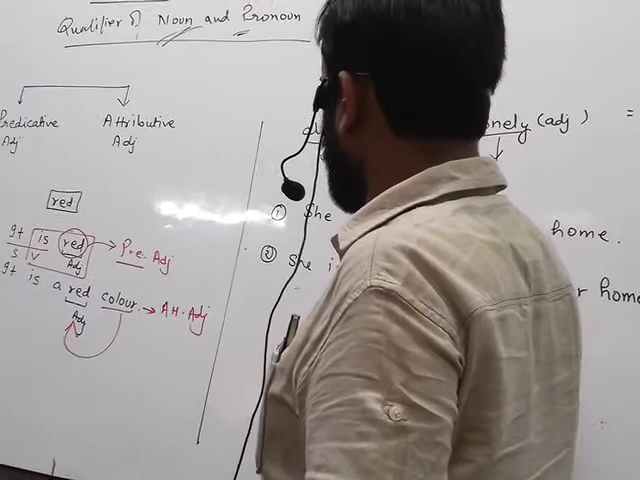 Qualifier of Noun and Pronoun
Predicative
Adj
Attributive
Adj
red
It is red → Pre. Adj
S V Adj
It is a red colour → Att. Adj
Adj
(adj) =
① She
home.
② She
home